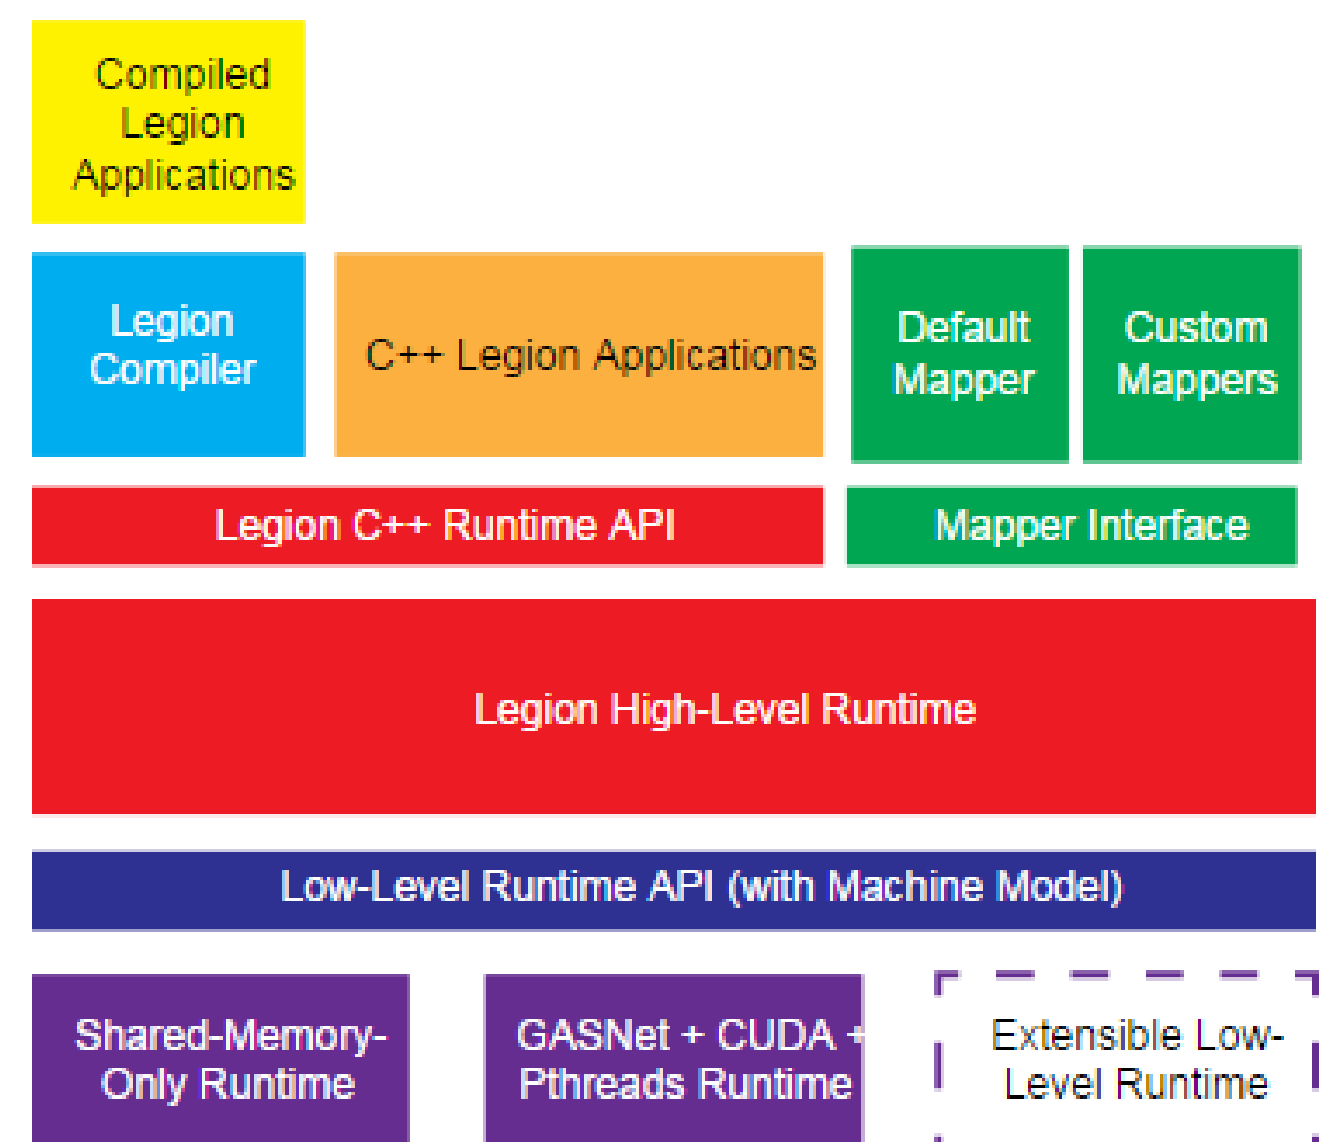 Compiled
Legion
Applications
Legion
Compiler
C++ Legion Applications
Default
Mapper
Custom
Mappers
Legion C++ Runtime API
Mapper Interface
Legion High-Level Runtime
Low-Level Runtime API (with Machine Model)
Shared-Memory-
Only Runtime
GASNet + CUDA +
Pthreads Runtime
Extensible Low-
Level Runtime